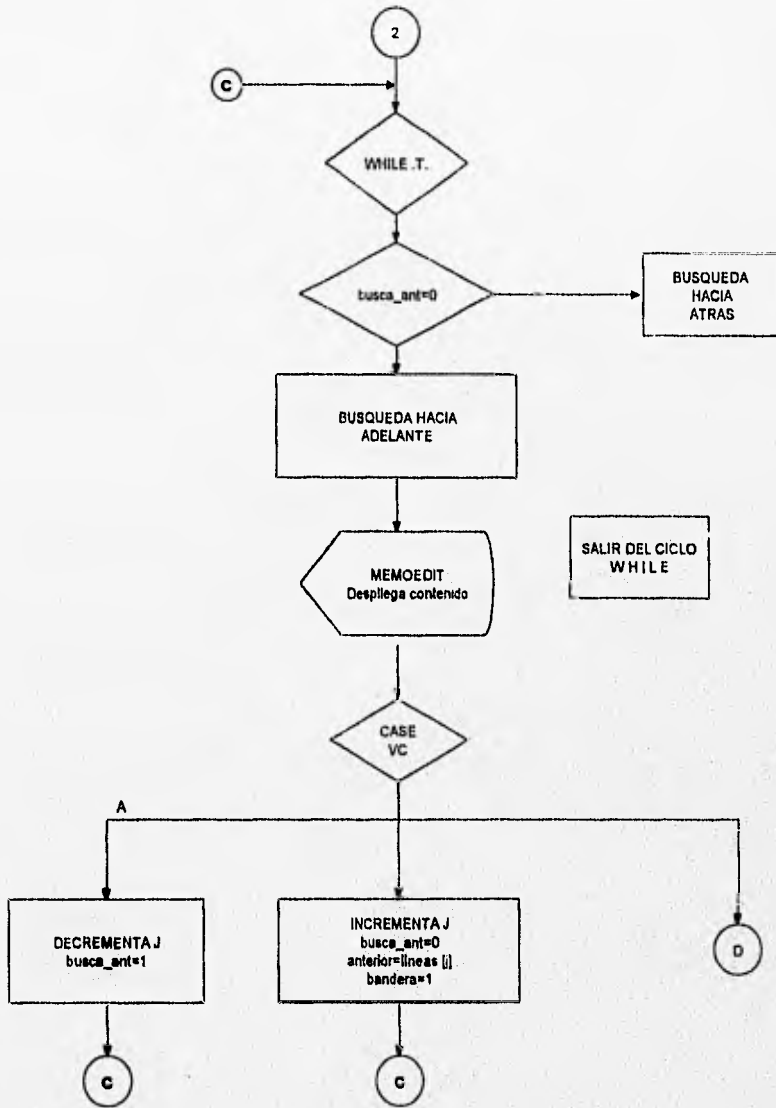 2
C
WHILE .T.
busca_ant=0
BUSQUEDA
HACIA
ATRAS
BUSQUEDA HACIA
ADELANTE
MEMOEDIT
Despliega contenido
SALIR DEL CICLO
W H I L E
CASE
VC
A
DECREMENTA J
busca_ant=1
INCREMENTA J
busca_ant=0
anterior=lineas [j]
bandera=1
D
C
C